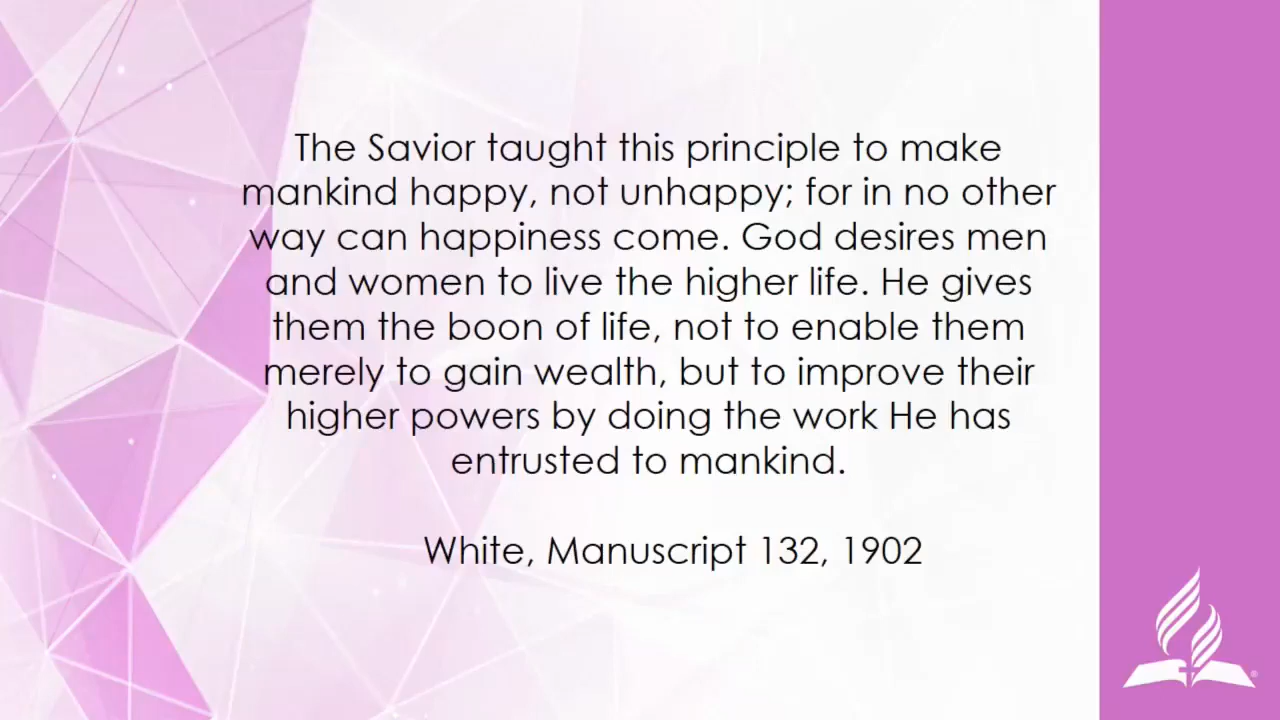 The Savior taught this principle to make
mankind happy, not unhappy; for in no other
way can happiness come. God desires men
and women to live the higher life. He gives
them the boon of life, not to enable them
merely to gain wealth, but to improve their
higher powers by doing the work He has
entrusted to mankind.
White, Manuscript 132, 1902
®